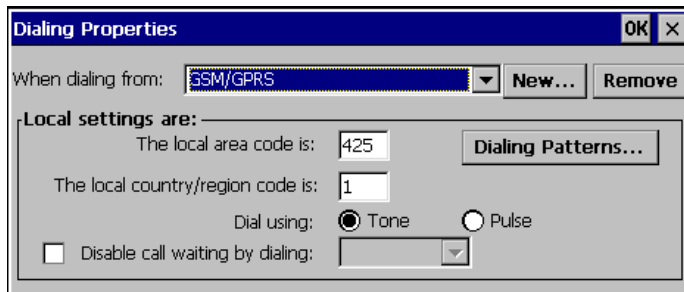 Dialing Properties OK ×
When dialing from: GSM/GPRS New... Remove
Local settings are:
The local area code is: 425 Dialing Patterns...
The local country/region code is: 1
Dial using: Tone Pulse
Disable call waiting by dialing: